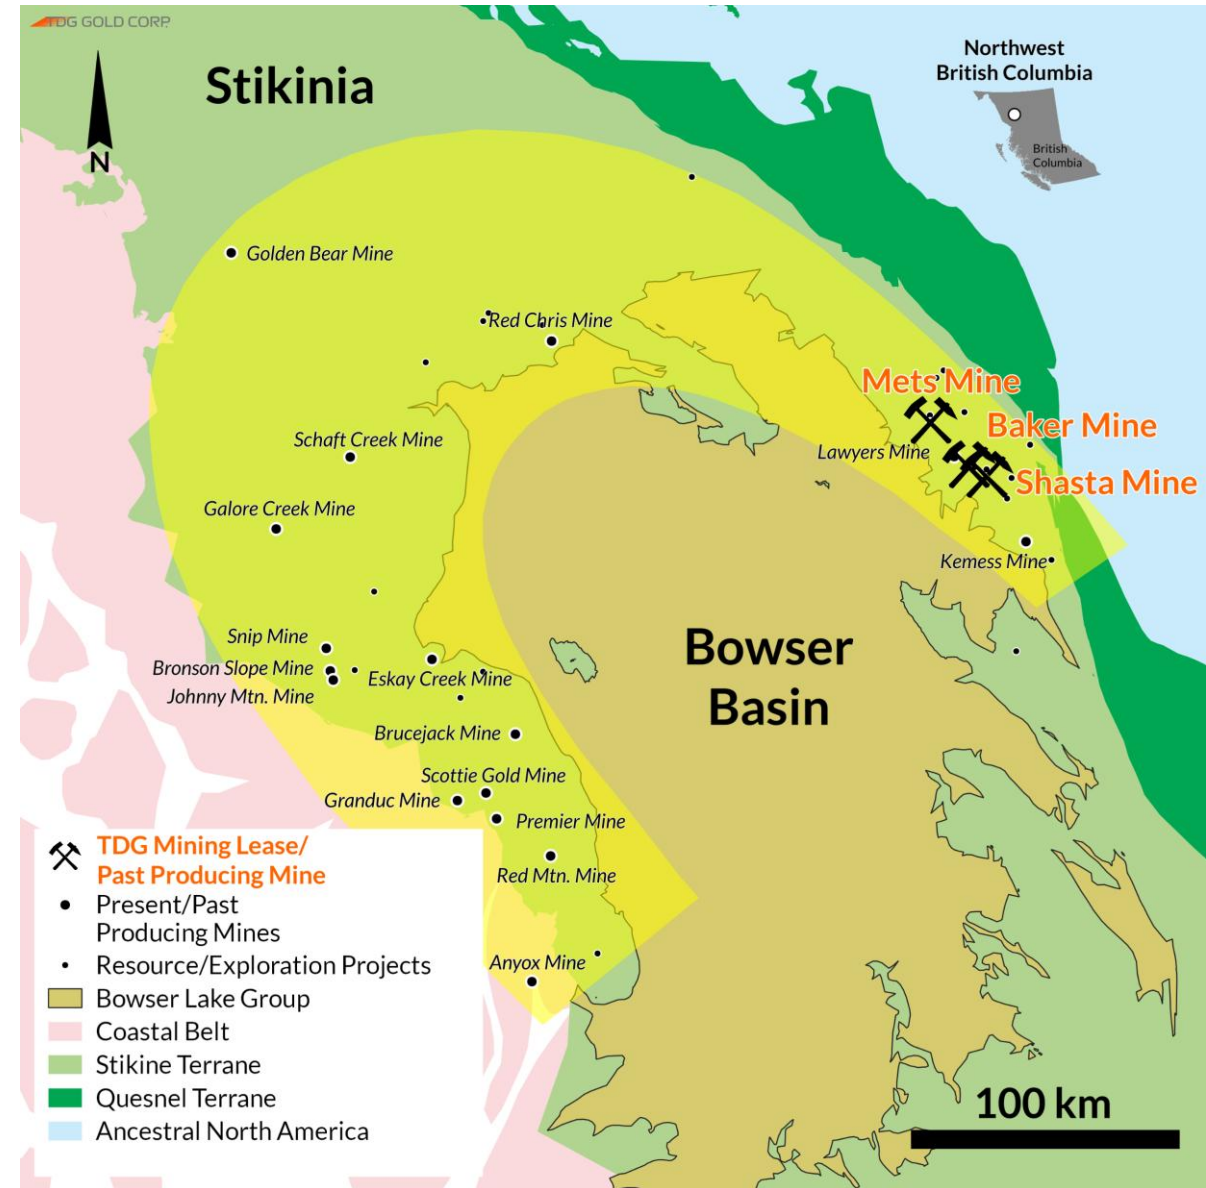 TDG GOLD CORP.
Stikinia
Northwest
British Columbia
British
Columbia
N
Golden Bear Mine
Red Chris Mine
Mets Mine
Baker Mine
Schaft Creek Mine
Lawyers Mine
Shasta Mine
Galore Creek Mine
Kemess Mine
Snip Mine
Bronson Slope Mine
Eskay Creek Mine
Johnny Mtn. Mine
Bowser
Basin
Brucejack Mine
Scottie Gold Mine
Granduc Mine
Premier Mine
Red Mtn. Mine
Anyox Mine
TDG Mining Lease/
Past Producing Mine
Present/Past
Producing Mines
Resource/Exploration Projects
Bowser Lake Group
Coastal Belt
Stikine Terrane
Quesnel Terrane
Ancestral North America
100 km